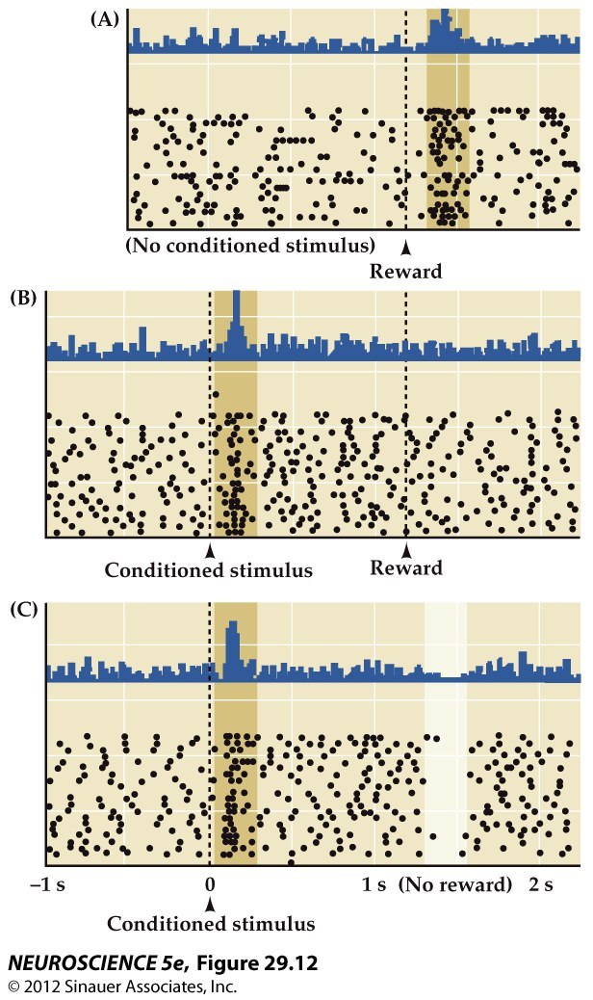 (A)
(No conditioned stimulus)
Reward
(B)
Conditioned stimulus
Reward
(C)
–1 s 0 1 s (No reward) 2 s
Conditioned stimulus
NEUROSCIENCE 5e, Figure 29.12
© 2012 Sinauer Associates, Inc.